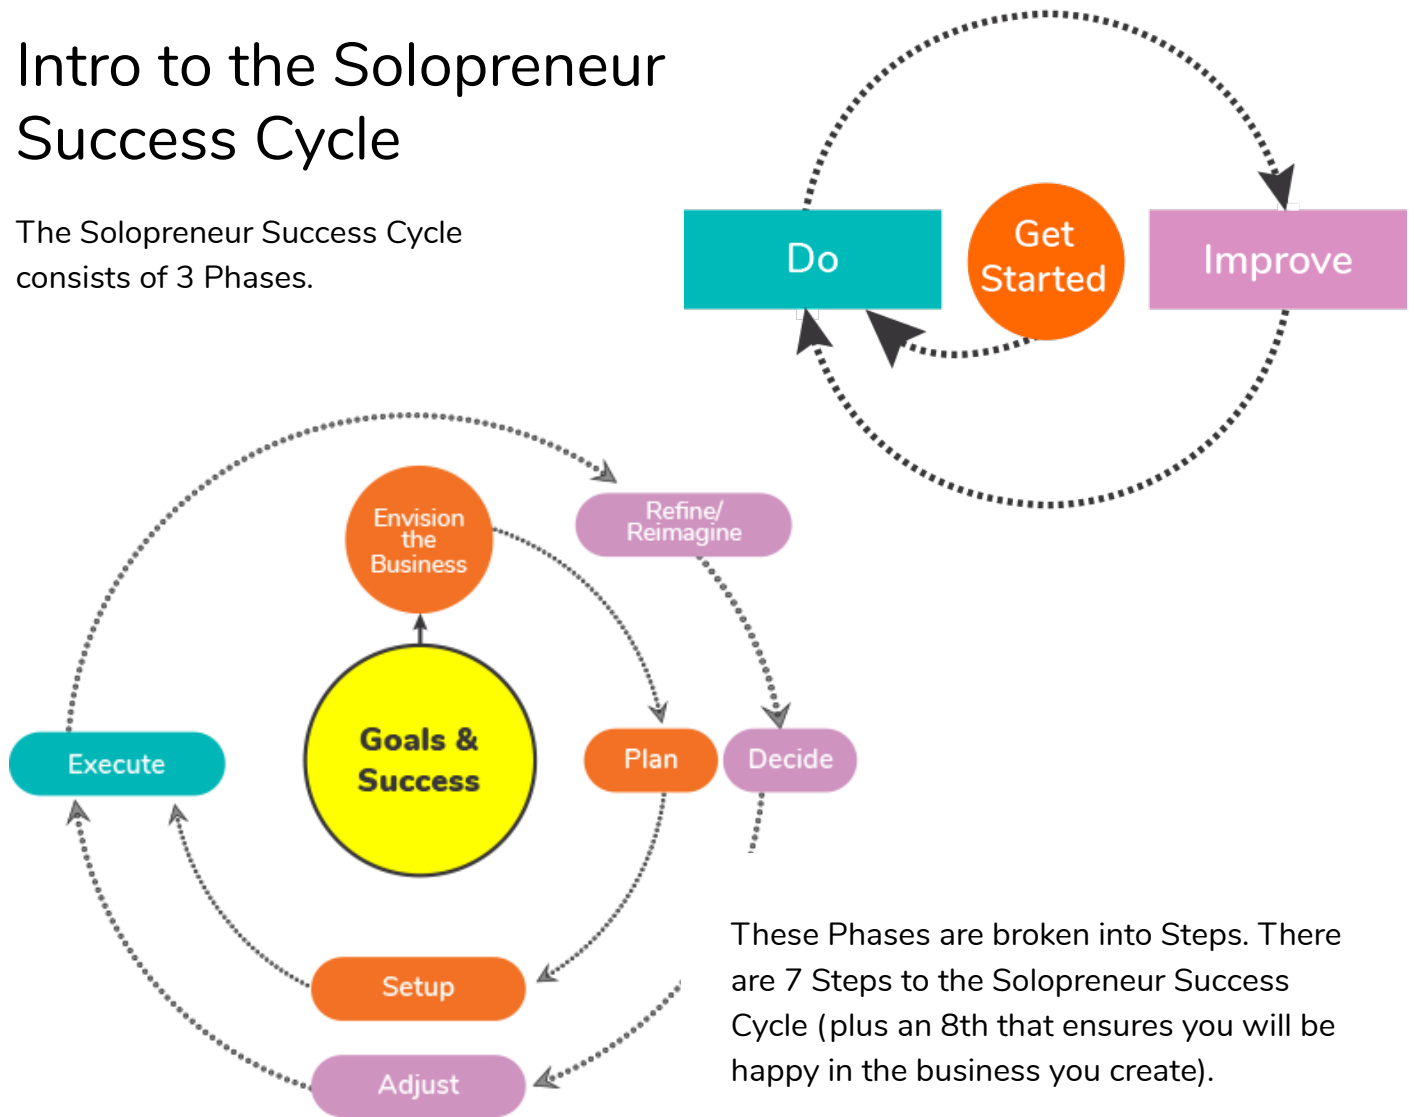 Intro to the Solopreneur
Success Cycle
The Solopreneur Success Cycle
consists of 3 Phases.
Do
Get
Started
Improve
Envision
the
Business
Refine/
Reimagine
Goals &
Success
Plan
Decide
Execute
Setup
Adjust
These Phases are broken into Steps. There
are 7 Steps to the Solopreneur Success
Cycle (plus an 8th that ensures you will be
happy in the business you create).